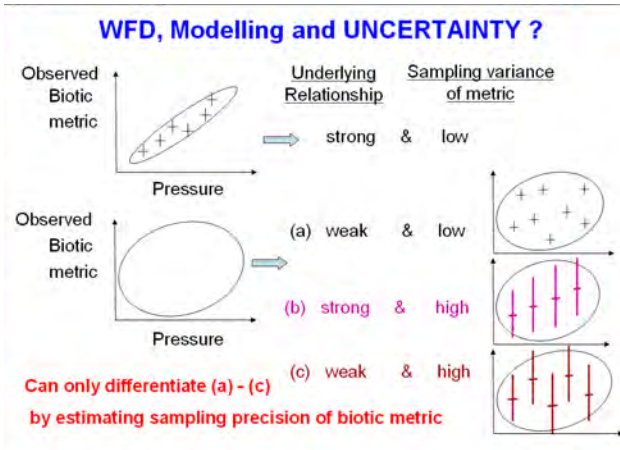 WFD, Modelling and UNCERTAINTY ?
Observed
Biotic
metric
Pressure
Underlying
Relationship
Sampling variance
of metric
strong & low
Observed
Biotic
metric
Pressure
(a) weak & low
(b) strong & high
(c) weak & high
Can only differentiate (a) - (c)
by estimating sampling precision of biotic metric